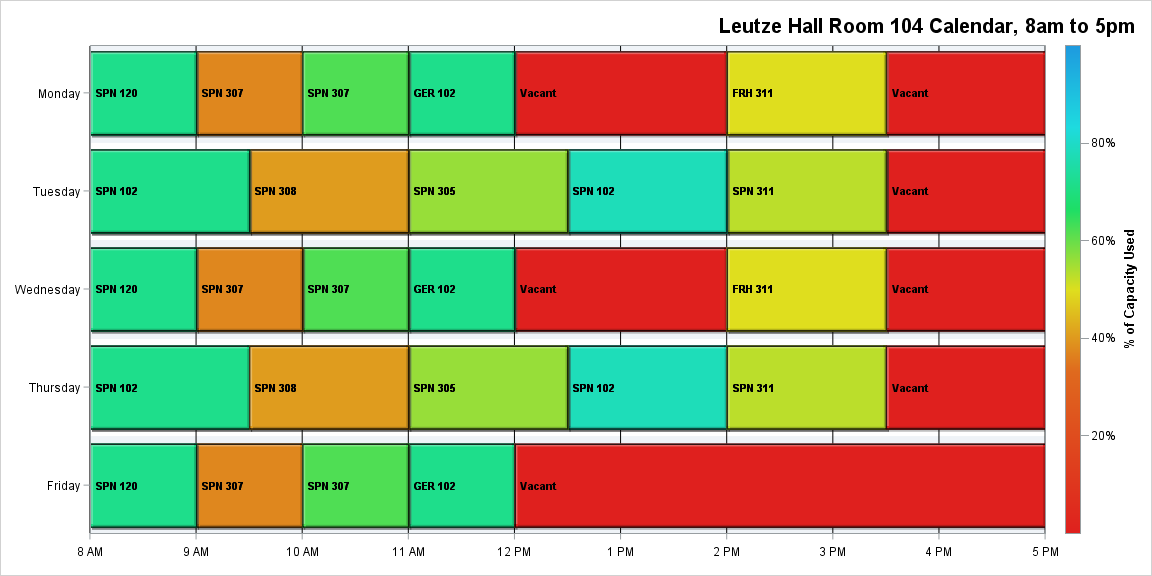 Leutze Hall Room 104 Calendar, 8am to 5pm
Monday
SPN 120
SPN 307
SPN 307
GER 102
Vacant
FRH 311
Vacant
Tuesday
SPN 102
SPN 308
SPN 305
SPN 102
SPN 311
Vacant
Wednesday
SPN 120
SPN 307
SPN 307
GER 102
Vacant
FRH 311
Vacant
Thursday
SPN 102
SPN 308
SPN 305
SPN 102
SPN 311
Vacant
Friday
SPN 120
SPN 307
SPN 307
GER 102
Vacant
8 AM
9 AM
10 AM
11 AM
12 PM
1 PM
2 PM
3 PM
4 PM
5 PM
80%
60%
40%
20%
% of Capacity Used